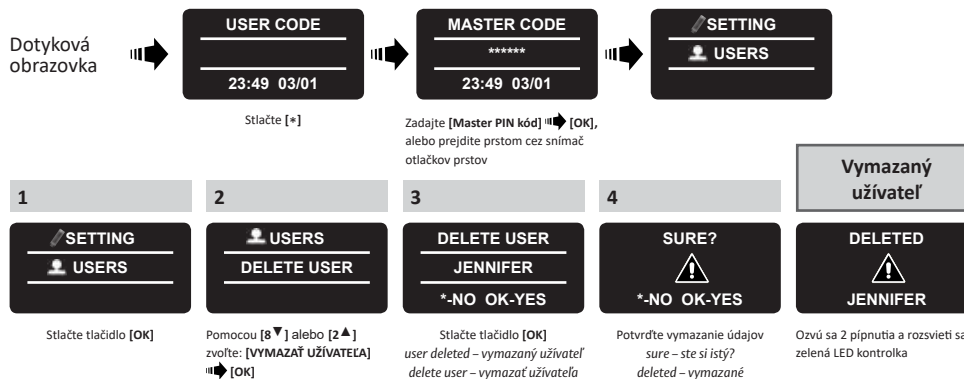 Dotyková
obrazovka
USER CODE
23:49 03/01
Stlačte [*]
MASTER CODE
******
23:49 03/01
Zadajte [Master PIN kód] ➡ [OK],
alebo prejdite prstom cez snímač
otlačkov prstov
SETTING
USERS
1
SETTING
USERS
Stlačte tlačidlo [OK]
2
USERS
DELETE USER
Pomocou [8▼] alebo [2▲]
zvoľte: [VYMAZAŤ UŽÍVATEĽA]
➡ [OK]
3
DELETE USER
JENNIFER
*-NO OK-YES
Stlačte tlačidlo [OK]
user deleted – vymazaný užívateľ
delete user – vymazať užívateľa
4
SURE?
*-NO OK-YES
Potvrďte vymazanie údajov
sure – ste si istý?
deleted – vymazané
Vymazaný
užívateľ
DELETED
JENNIFER
Ozvú sa 2 pípnutia a rozsvieti sa
zelená LED kontrolka